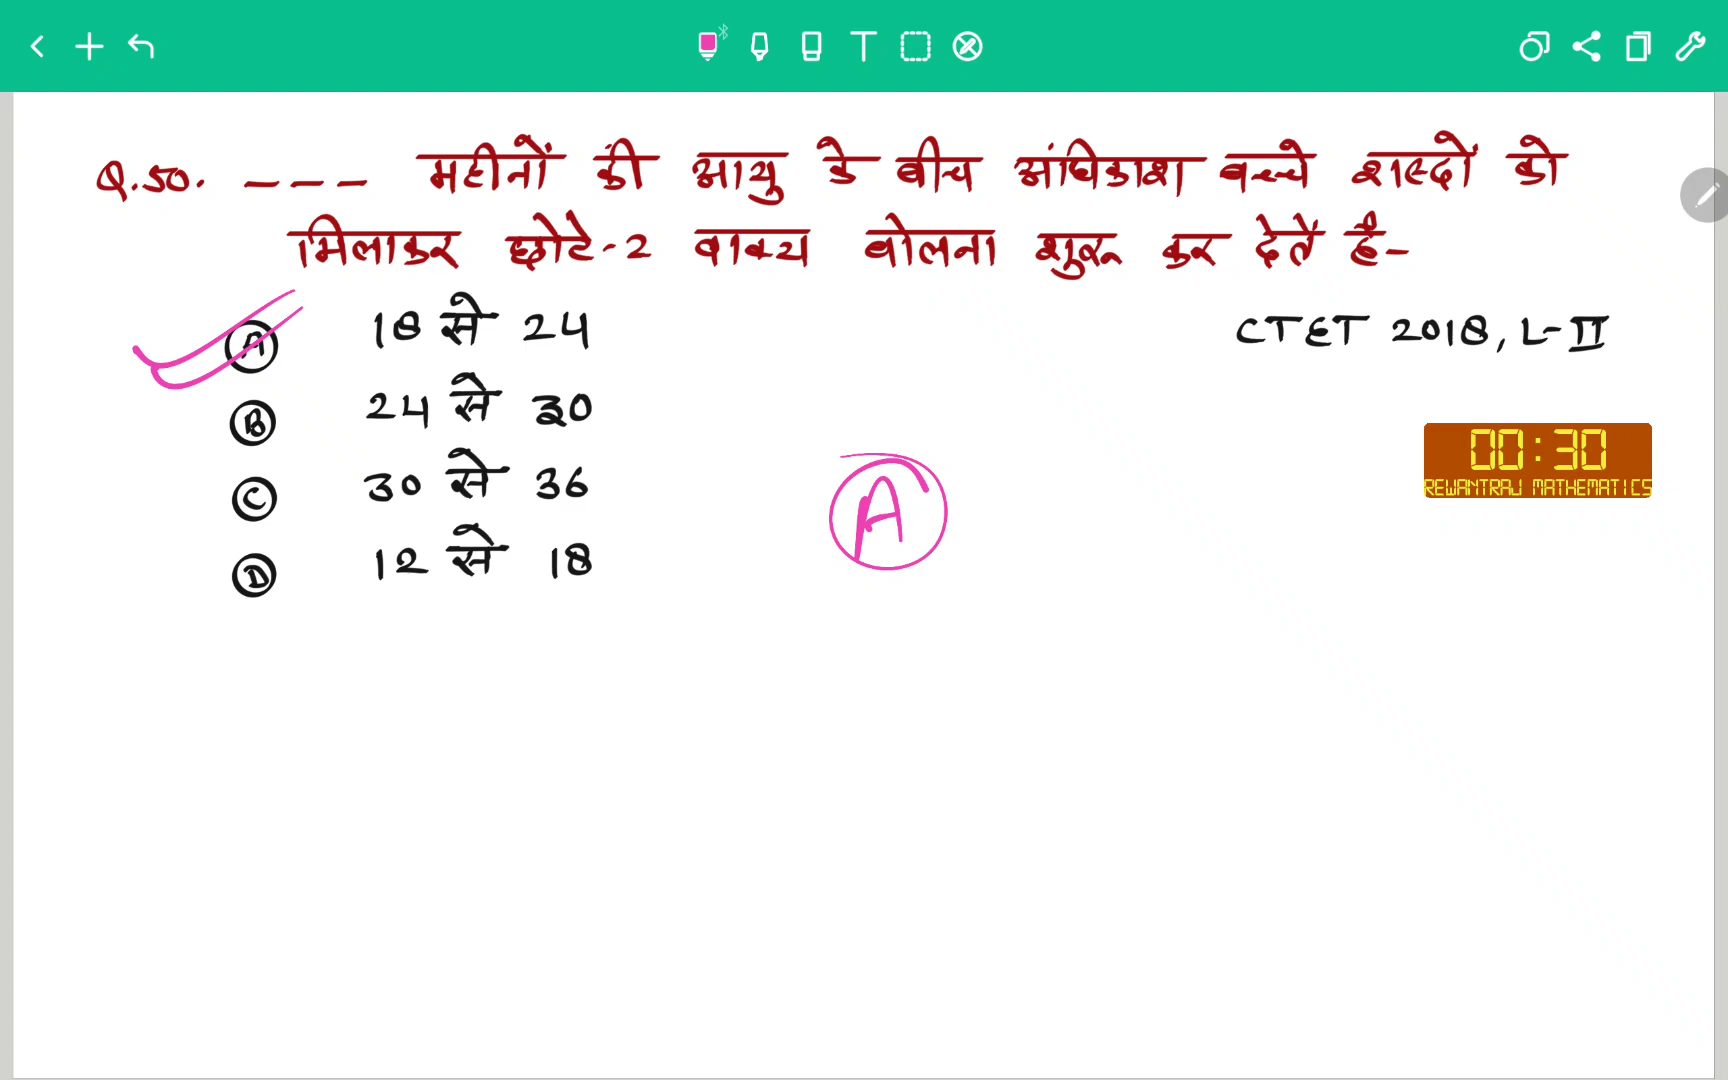 Q.50. --- महीनों की आयु के बीच अधिंकाश बच्चे शब्दों को
मिलाकर छोटे-2 वाक्य बोलना शुरू कर देतें हैं-
A 18 से 24
CTET 2018, L-II
B 24 से 30
00:30
REWANTRAJ MATHEMATICS
C 30 से 36
A
D 12 से 18